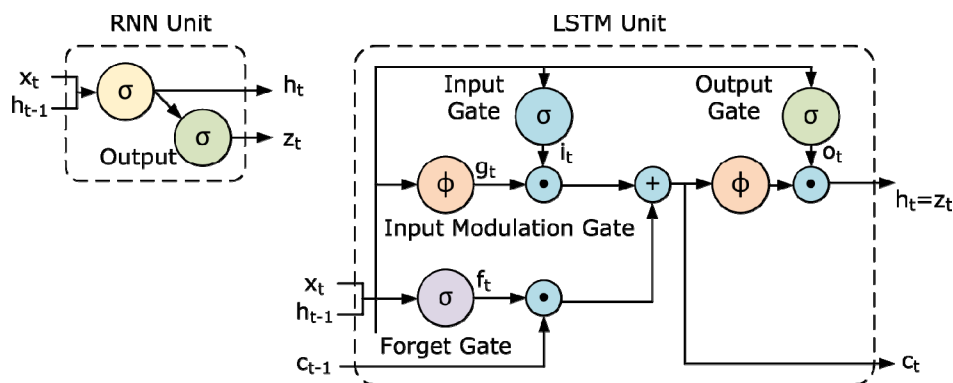 RNN Unit
xₜ
hₜ₋₁
σ
hₜ
σ
Output
zₜ
LSTM Unit
Input
Gate
σ
iₜ
Output
Gate
σ
oₜ
ϕ
gₜ
•
+
ϕ
•
hₜ=zₜ
Input Modulation Gate
xₜ
hₜ₋₁
σ
fₜ
•
Forget Gate
cₜ₋₁
cₜ